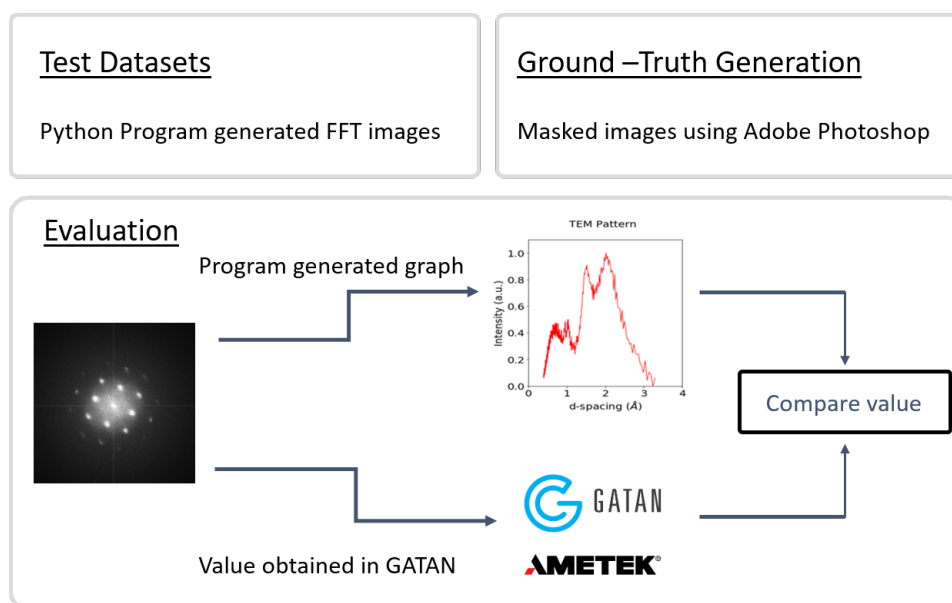 Test Datasets
Python Program generated FFT images
Ground –Truth Generation
Masked images using Adobe Photoshop
Evaluation
Program generated graph
TEM Pattern
Intensity (a.u.)
1.0
0.8
0.6
0.4
0.2
0.0
0 1 2 3 4
d-spacing (Å)
Compare value
GATAN
AMETEK®
Value obtained in GATAN